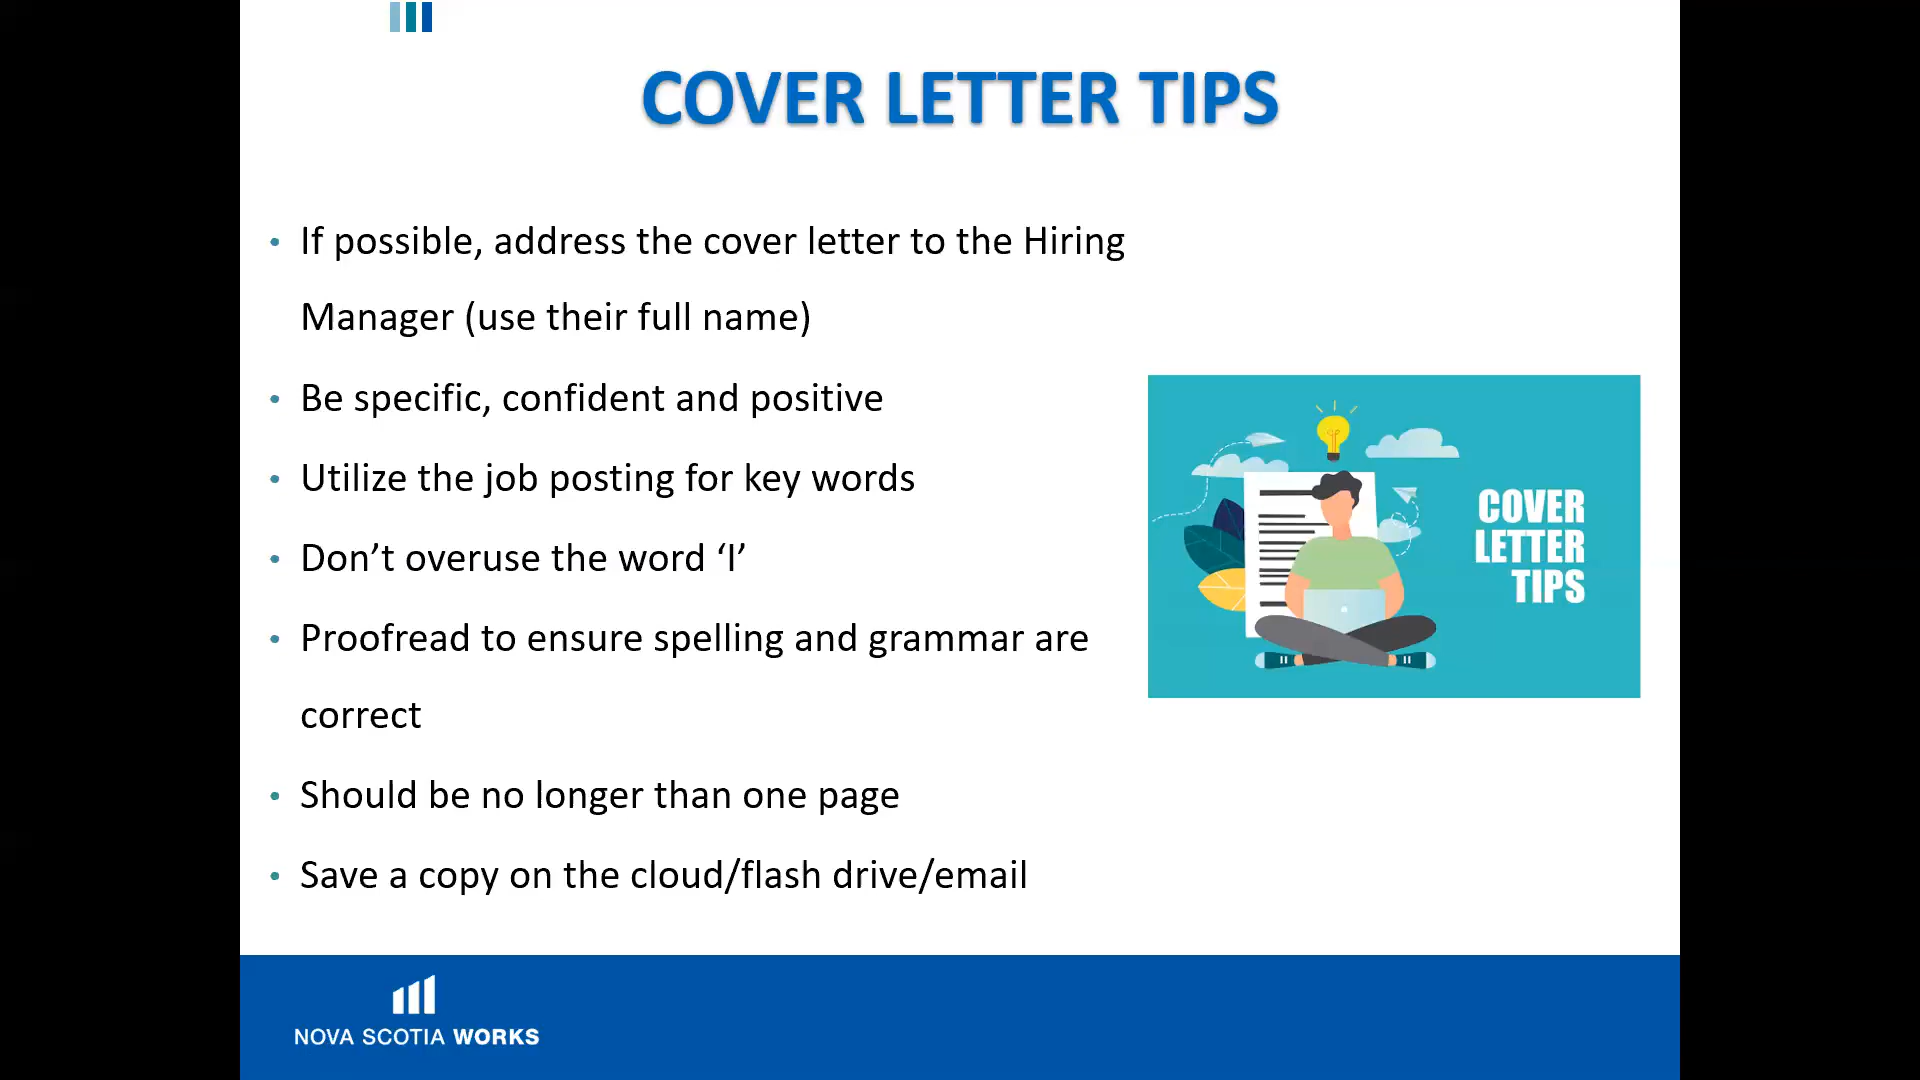 COVER LETTER TIPS
• If possible, address the cover letter to the Hiring
Manager (use their full name)
• Be specific, confident and positive
• Utilize the job posting for key words
• Don’t overuse the word ‘I’
• Proofread to ensure spelling and grammar are
correct
• Should be no longer than one page
• Save a copy on the cloud/flash drive/email
COVER
LETTER
TIPS
NOVA SCOTIA WORKS